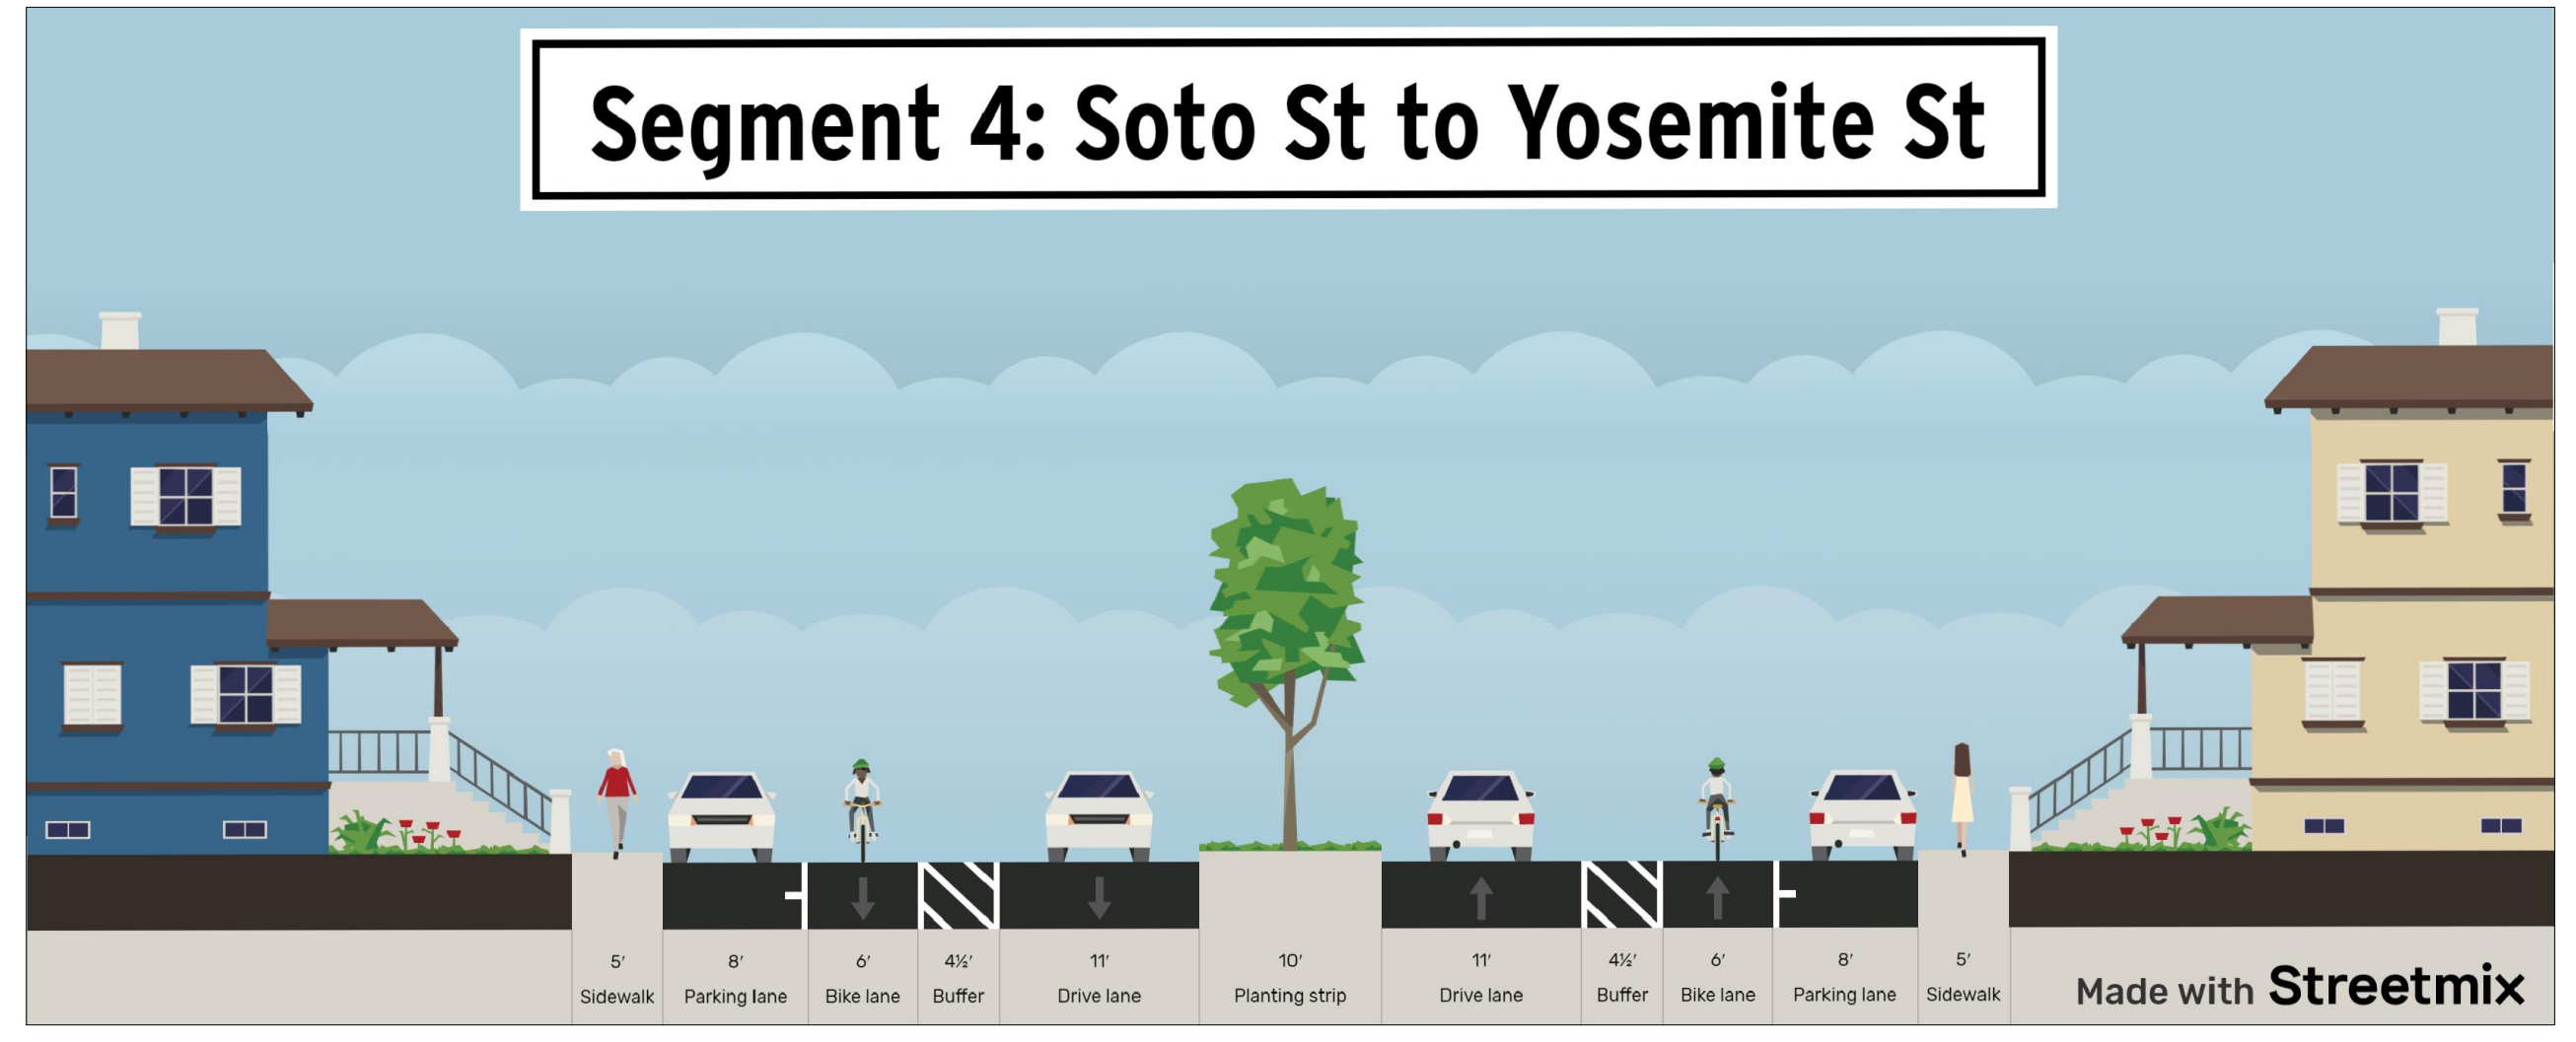 Segment 4: Soto St to Yosemite St
5′ 8′ 6′ 4½′ 11′ 10′ 11′ 4½′ 6′ 8′ 5′
Sidewalk Parking lane Bike lane Buffer Drive lane Planting strip Drive lane Buffer Bike lane Parking lane Sidewalk
Made with Streetmix